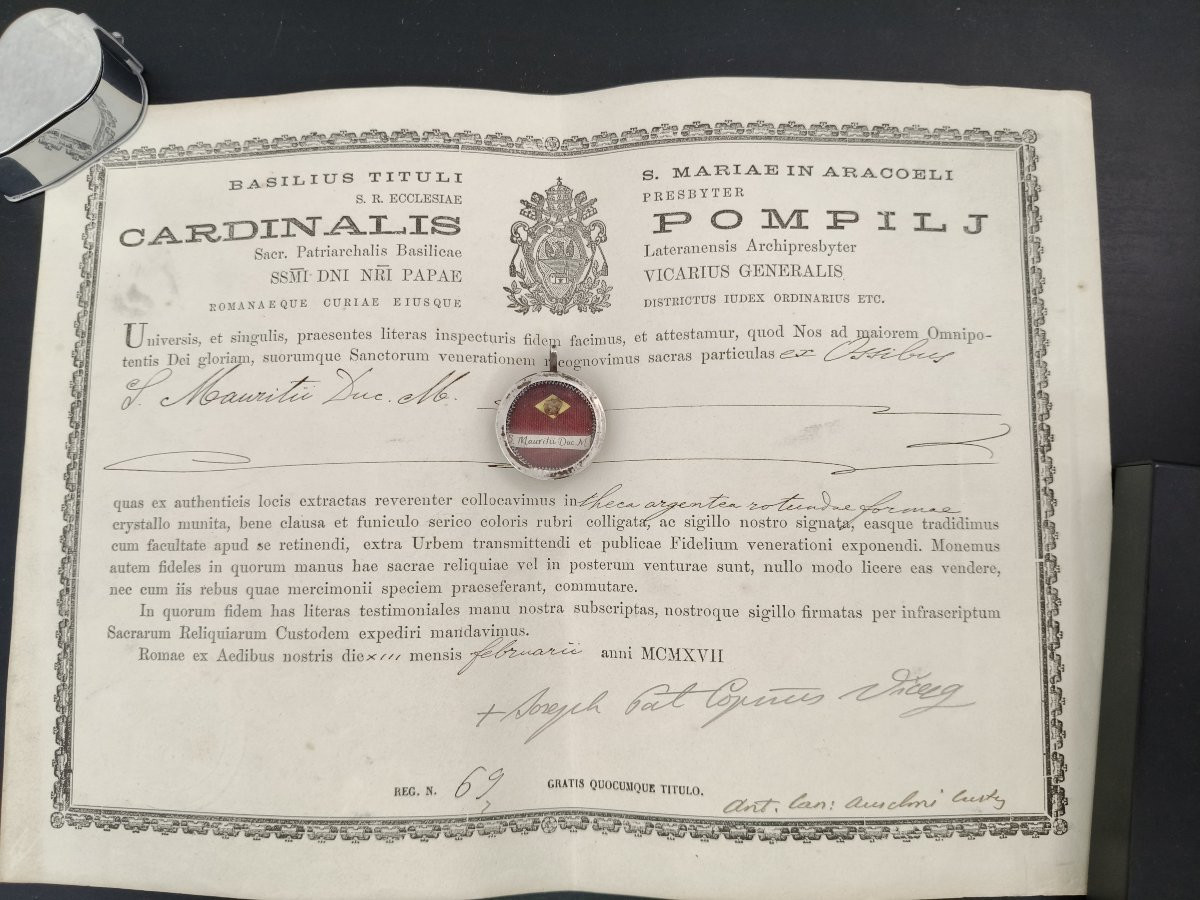 BASILIUS TITULI
S. R. ECCLESIAE
CARDINALIS
Sacr. Patriarchalis Basilicae
SSMI DNI NRI PAPAE
ROMANAEQUE CURIAE EIUSQUE
S. MARIAE IN ARACOELI
PRESBYTER
POMPILJ
Lateranensis Archipresbyter
VICARIUS GENERALIS
DISTRICTUS IUDEX ORDINARIUS ETC.
Universis, et singulis, praesentes literas inspecturis fidem facimus, et attestamur, quod Nos ad maiorem Omnipo-
tentis Dei gloriam, suorumque Sanctorum venerationem recognovimus sacras particulas ex Ossibus
S. Mauritii Duc. M.
S. Mauritii Duc. M.
quas ex authenticis locis extractas reverenter collocavimus in theca argentea rotundae formae
crystallo munita, bene clausa et funiculo serico coloris rubri colligata, ac sigillo nostro signata, easque tradidimus
cum facultate apud se retinendi, extra Urbem transmittendi et publicae Fidelium venerationi exponendi. Monemus
autem fideles in quorum manus hae sacrae reliquiae vel in posterum venturae sunt, nullo modo licere eas vendere,
nec cum iis rebus quae mercimonii speciem praeseferant, commutare.
In quorum fidem has literas testimoniales manu nostra subscriptas, nostroque sigillo firmatas per infrascriptum
Sacrarum Reliquiarum Custodem expediri mandavimus.
Romae ex Aedibus nostris die XIII mensis februarii anni MCMXVII
+ Joseph Pat Vicesg
REG. N. 69
GRATIS QUOCUMQUE TITULO.
Ant. Can: Anselmi Custos